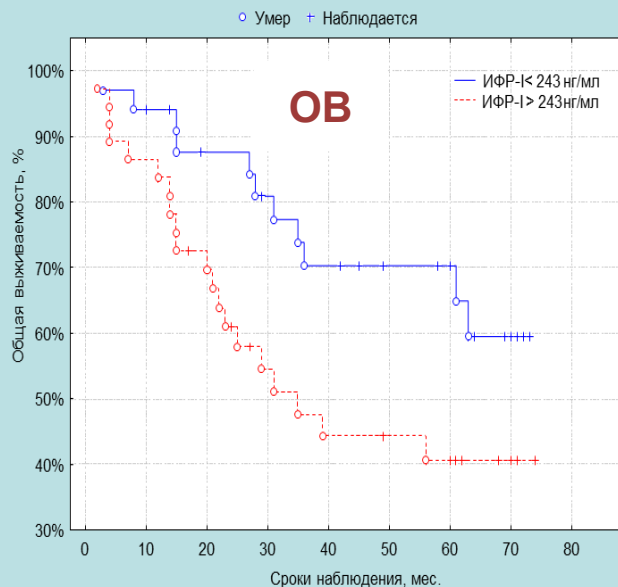 Умер Наблюдается
ИФР-I< 243 нг/мл
ИФР-I > 243нг/мл
ОВ
Общая выживаемость, %
100%
90%
80%
70%
60%
50%
40%
30%
0 10 20 30 40 50 60 70 80
Сроки наблюдения, мес.